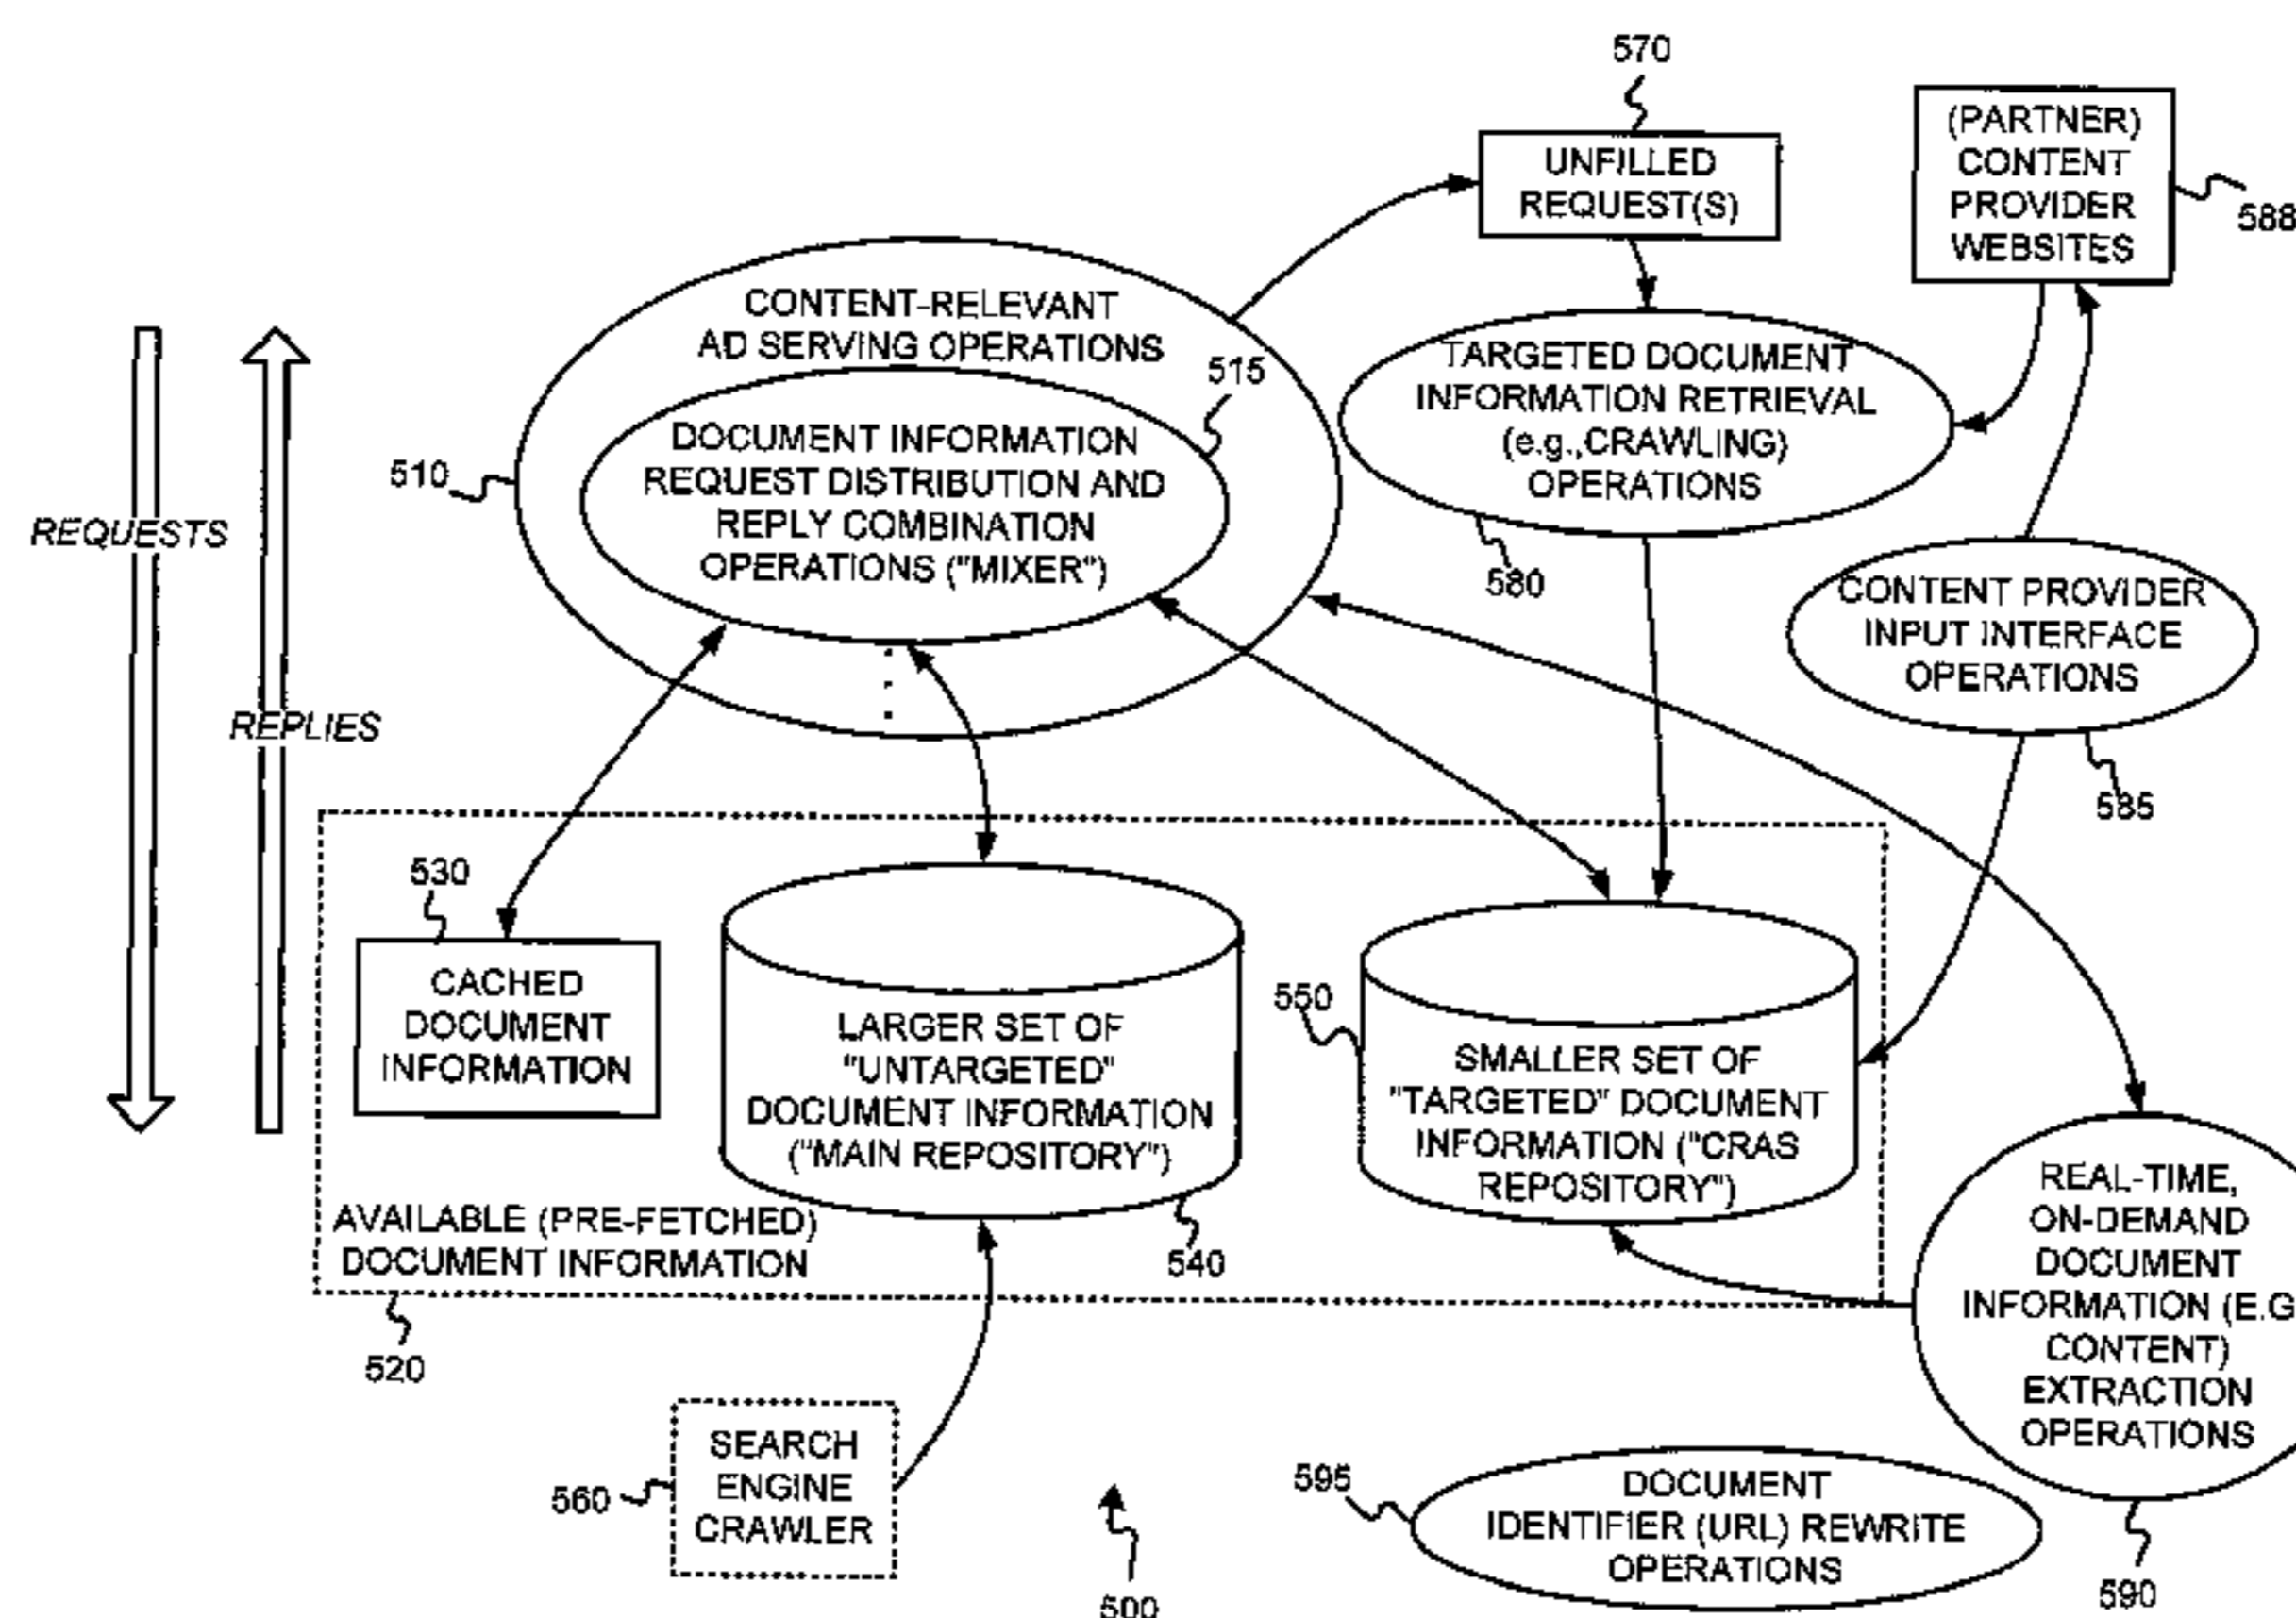 570
UNFILLED
REQUEST(S)
(PARTNER)
CONTENT
PROVIDER
WEBSITES
588
CONTENT-RELEVANT
AD SERVING OPERATIONS
515
DOCUMENT INFORMATION
REQUEST DISTRIBUTION AND
REPLY COMBINATION
OPERATIONS ("MIXER")
510
TARGETED DOCUMENT
INFORMATION RETRIEVAL
(e.g.,CRAWLING)
OPERATIONS
580
REQUESTS
REPLIES
CONTENT PROVIDER
INPUT INTERFACE
OPERATIONS
585
530
CACHED
DOCUMENT
INFORMATION
LARGER SET OF
"UNTARGETED"
DOCUMENT INFORMATION
("MAIN REPOSITORY")
540
550
SMALLER SET OF
"TARGETED" DOCUMENT
INFORMATION ("CRAS
REPOSITORY")
AVAILABLE (PRE-FETCHED)
DOCUMENT INFORMATION
520
REAL-TIME,
ON-DEMAND
DOCUMENT
INFORMATION (E.G
CONTENT)
EXTRACTION
OPERATIONS
590
560
SEARCH
ENGINE
CRAWLER
500
595
DOCUMENT
IDENTIFIER (URL) REWRITE
OPERATIONS